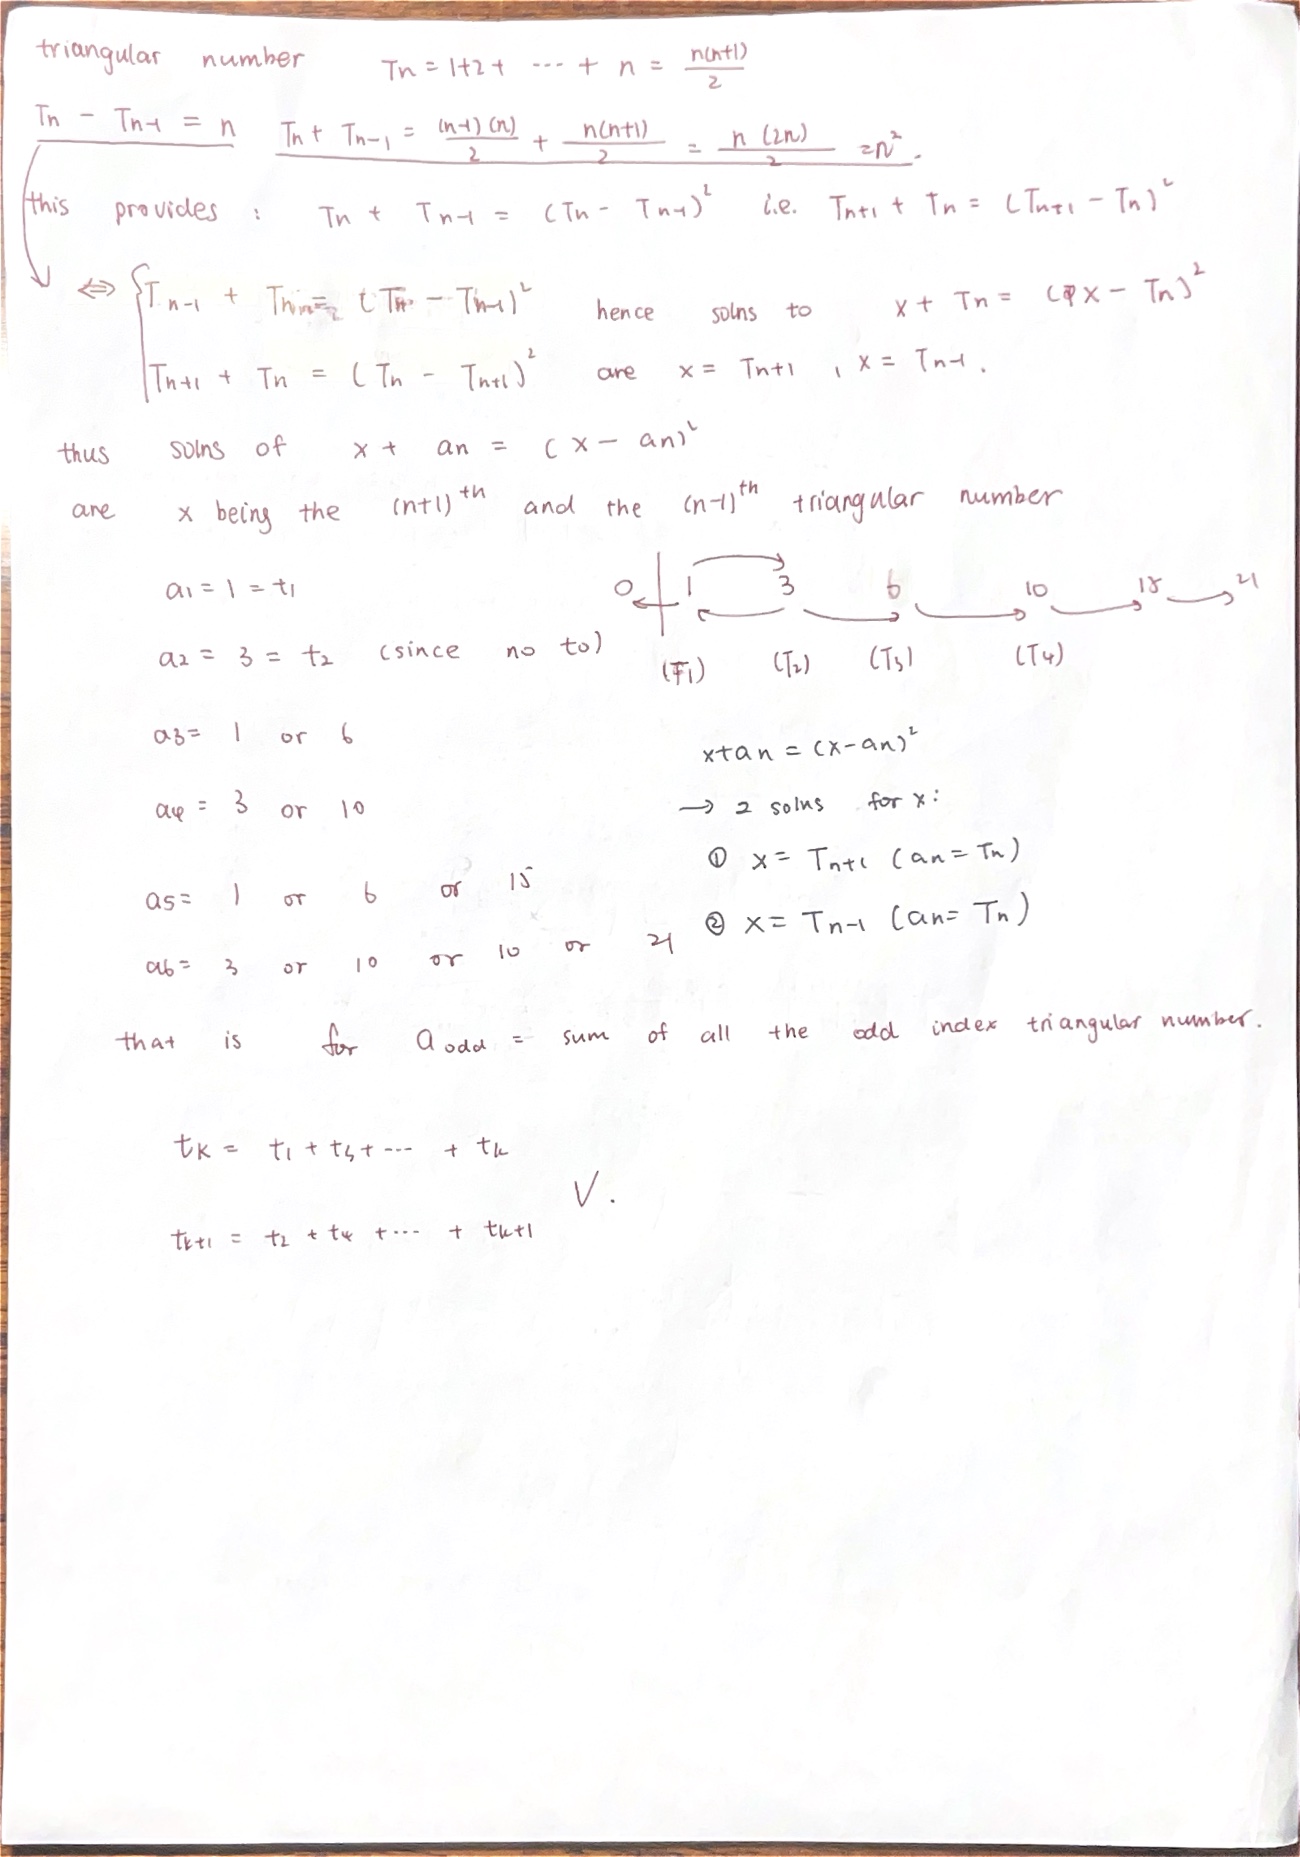 triangular number Tn = 1+2+ ... + n = n(n+1)/2
Tn - Tn-1 = n Tn + Tn-1 = (n-1)(n)/2 + n(n+1)/2 = n(2n)/2 = n².
this provides : Tn + Tn-1 = (Tn - Tn-1)² i.e. Tn+1 + Tn = (Tn+1 - Tn)²
⇔ { Tn-1 + Tn = (Tn - Tn-1)² hence solns to x + Tn = (x - Tn)²
Tn+1 + Tn = (Tn - Tn+1)² are x = Tn+1 , x = Tn-1 .
thus solns of x + an = (x - an)²
are x being the (n+1)th and the (n-1)th triangular number
a1 = 1 = t1
0 1 3 6 10 15 21
a2 = 3 = t2 (since no t0)
(T1) (T2) (T3) (T4)
a3 = 1 or 6
x+an = (x-an)²
a4 = 3 or 10
→ 2 solns for x:
① x = Tn+1 (an = Tn)
a5 = 1 or 6 or 15
② x = Tn-1 (an = Tn)
a6 = 3 or 10 or 10 or 21
that is for a odd = sum of all the odd index triangular number.
tk = t1 + t3 + ... + tk
V.
tk+1 = t2 + t4 + ... + tk+1